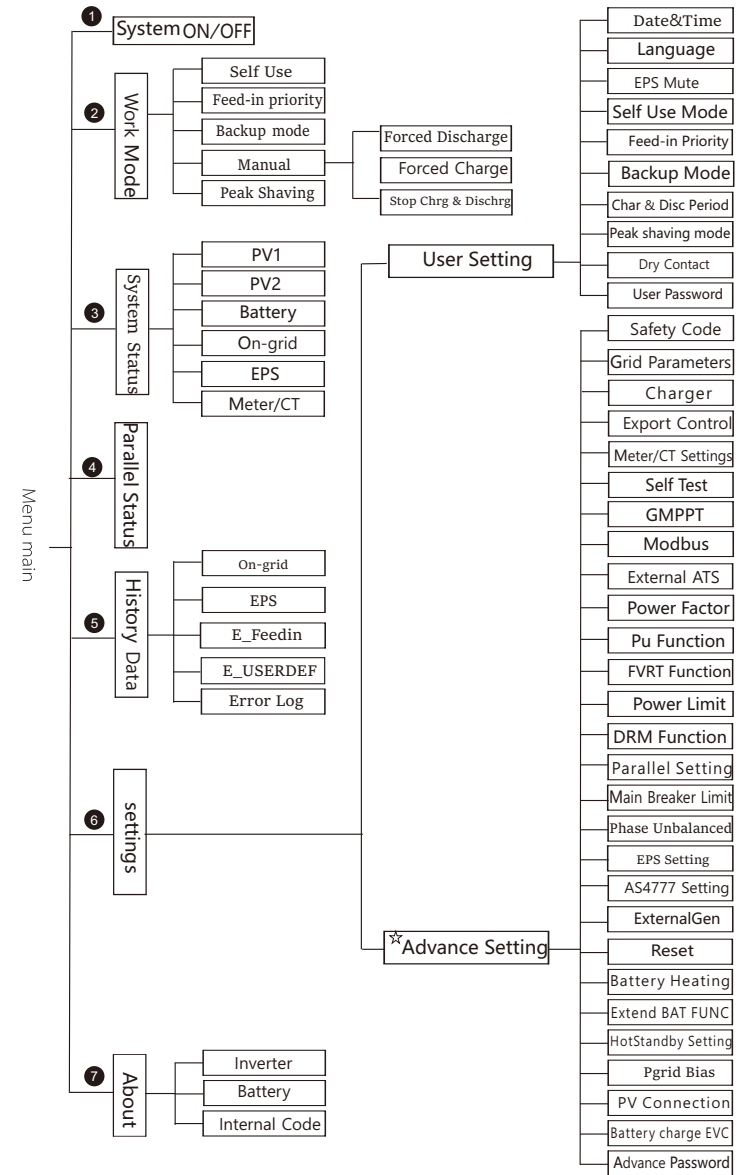 Menu main
1
System ON/OFF
2
Work Mode
Self Use
Feed-in priority
Backup mode
Manual
Peak Shaving
Forced Discharge
Forced Charge
Stop Chrg & Dischrg
3
System Status
PV1
PV2
Battery
On-grid
EPS
Meter/CT
4
Parallel Status
5
History Data
On-grid
EPS
E_Feedin
E_USERDEF
Error Log
6
settings
User Setting
Date&Time
Language
EPS Mute
Self Use Mode
Feed-in Priority
Backup Mode
Char & Disc Period
Peak shaving mode
Dry Contact
User Password
☆Advance Setting
Safety Code
Grid Parameters
Charger
Export Control
Meter/CT Settings
Self Test
GMPPT
Modbus
External ATS
Power Factor
Pu Function
FVRT Function
Power Limit
DRM Function
Parallel Setting
Main Breaker Limit
Phase Unbalanced
EPS Setting
AS4777 Setting
ExternalGen
Reset
Battery Heating
Extend BAT FUNC
HotStandby Setting
Pgrid Bias
PV Connection
Battery charge EVC
Advance Password
7
About
Inverter
Battery
Internal Code